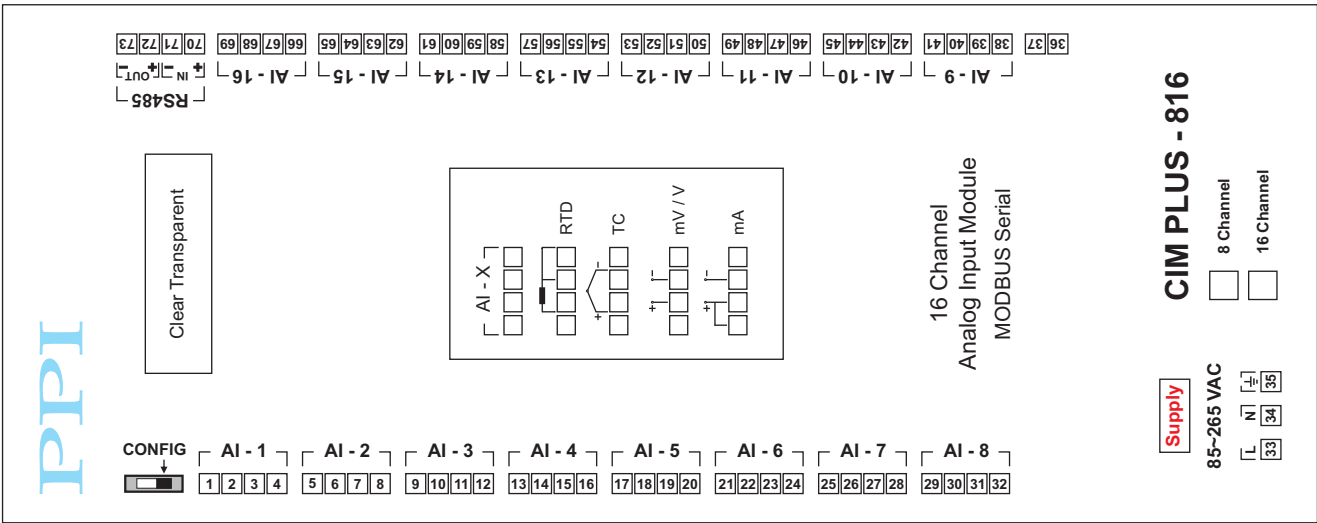 PPI
Clear Transparent
RS485
+ IN - + OUT -
AI - 9 AI - 10 AI - 11 AI - 12 AI - 13 AI - 14 AI - 15 AI - 16
36 37 38 39 40 41 42 43 44 45 46 47 48 49 50 51 52 53 54 55 56 57 58 59 60 61 62 63 64 65 66 67 68 69 70 71 72 73
AI - X
RTD
+ -
TC
+ -
mV / V
+ -
mA
16 Channel
Analog Input Module
MODBUS Serial
CIM PLUS - 816
8 Channel
16 Channel
Supply
85~265 VAC
L N
33 34 35
CONFIG
AI - 1 AI - 2 AI - 3 AI - 4 AI - 5 AI - 6 AI - 7 AI - 8
1 2 3 4 5 6 7 8 9 10 11 12 13 14 15 16 17 18 19 20 21 22 23 24 25 26 27 28 29 30 31 32